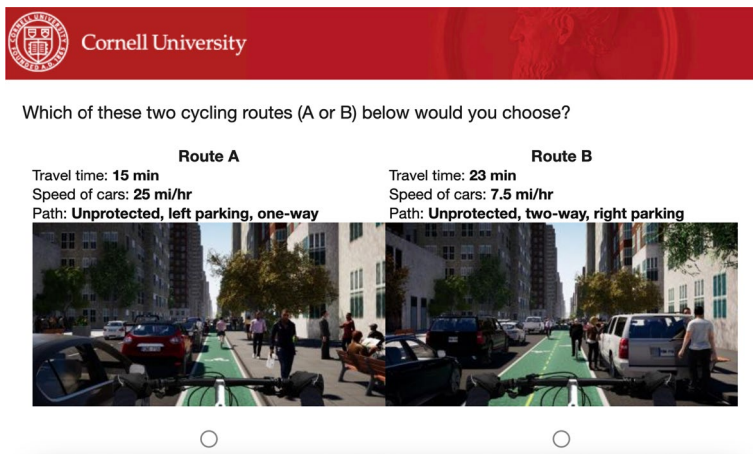 Cornell University
Which of these two cycling routes (A or B) below would you choose?
Route A
Travel time: 15 min
Speed of cars: 25 mi/hr
Path: Unprotected, left parking, one-way
Route B
Travel time: 23 min
Speed of cars: 7.5 mi/hr
Path: Unprotected, two-way, right parking